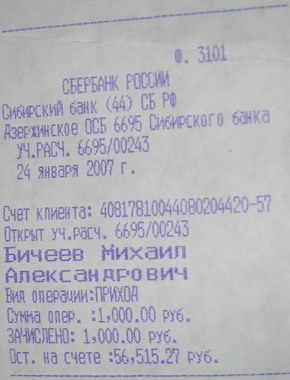 Ф. 3101
СБЕРБАНК РОССИИ
Сибирский банк (44) СБ РФ
Дзержинское ОСБ 6695 Сибирского банка
УЧ.РАСЧ. 6695/00243
24 января 2007 г.
Счет клиента: 40817810044080204420-57
Открыт уч.расч. 6695/00243
Бичеев Михаил
Александрович
Вид операции:ПРИХОД
Сумма опер. :1,000.00 руб.
ЗАЧИСЛЕНО: 1,000.00 руб.
Ост. на счете :56,515.27 руб.